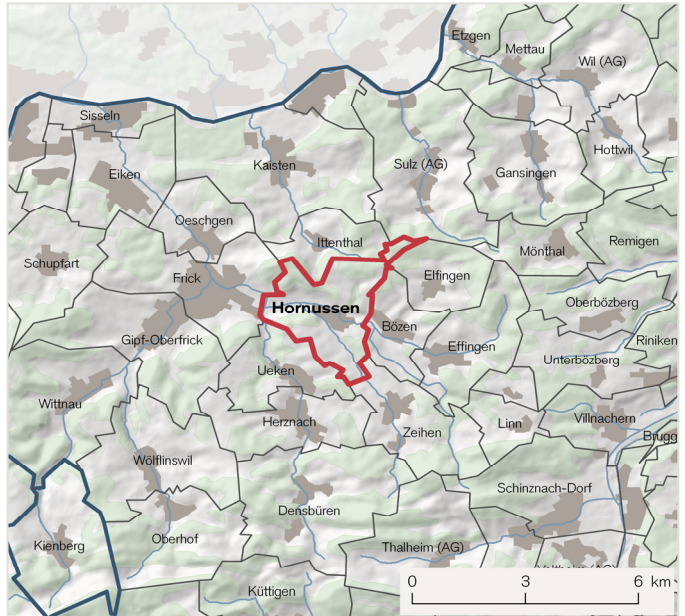 Etzgen
Mettau
Wil (AG)
Sisseln
Hottwil
Kaisten
Sulz (AG)
Eiken
Gansingen
Oeschgen
Ittenthal
Remigen
Mönthal
Schupfart
Frick
Elfingen
Oberbözberg
Hornussen
Bözen
Gipf-Oberfrick
Riniken
Effingen
Unterbözberg
Ueken
Wittnau
Herznach
Linn
Villnachern
Zeihen
Brugg
Wölflinswil
Schinznach-Dorf
Densbüren
Kienberg
Oberhof
Thalheim (AG)
Küttigen
0 3 6 km